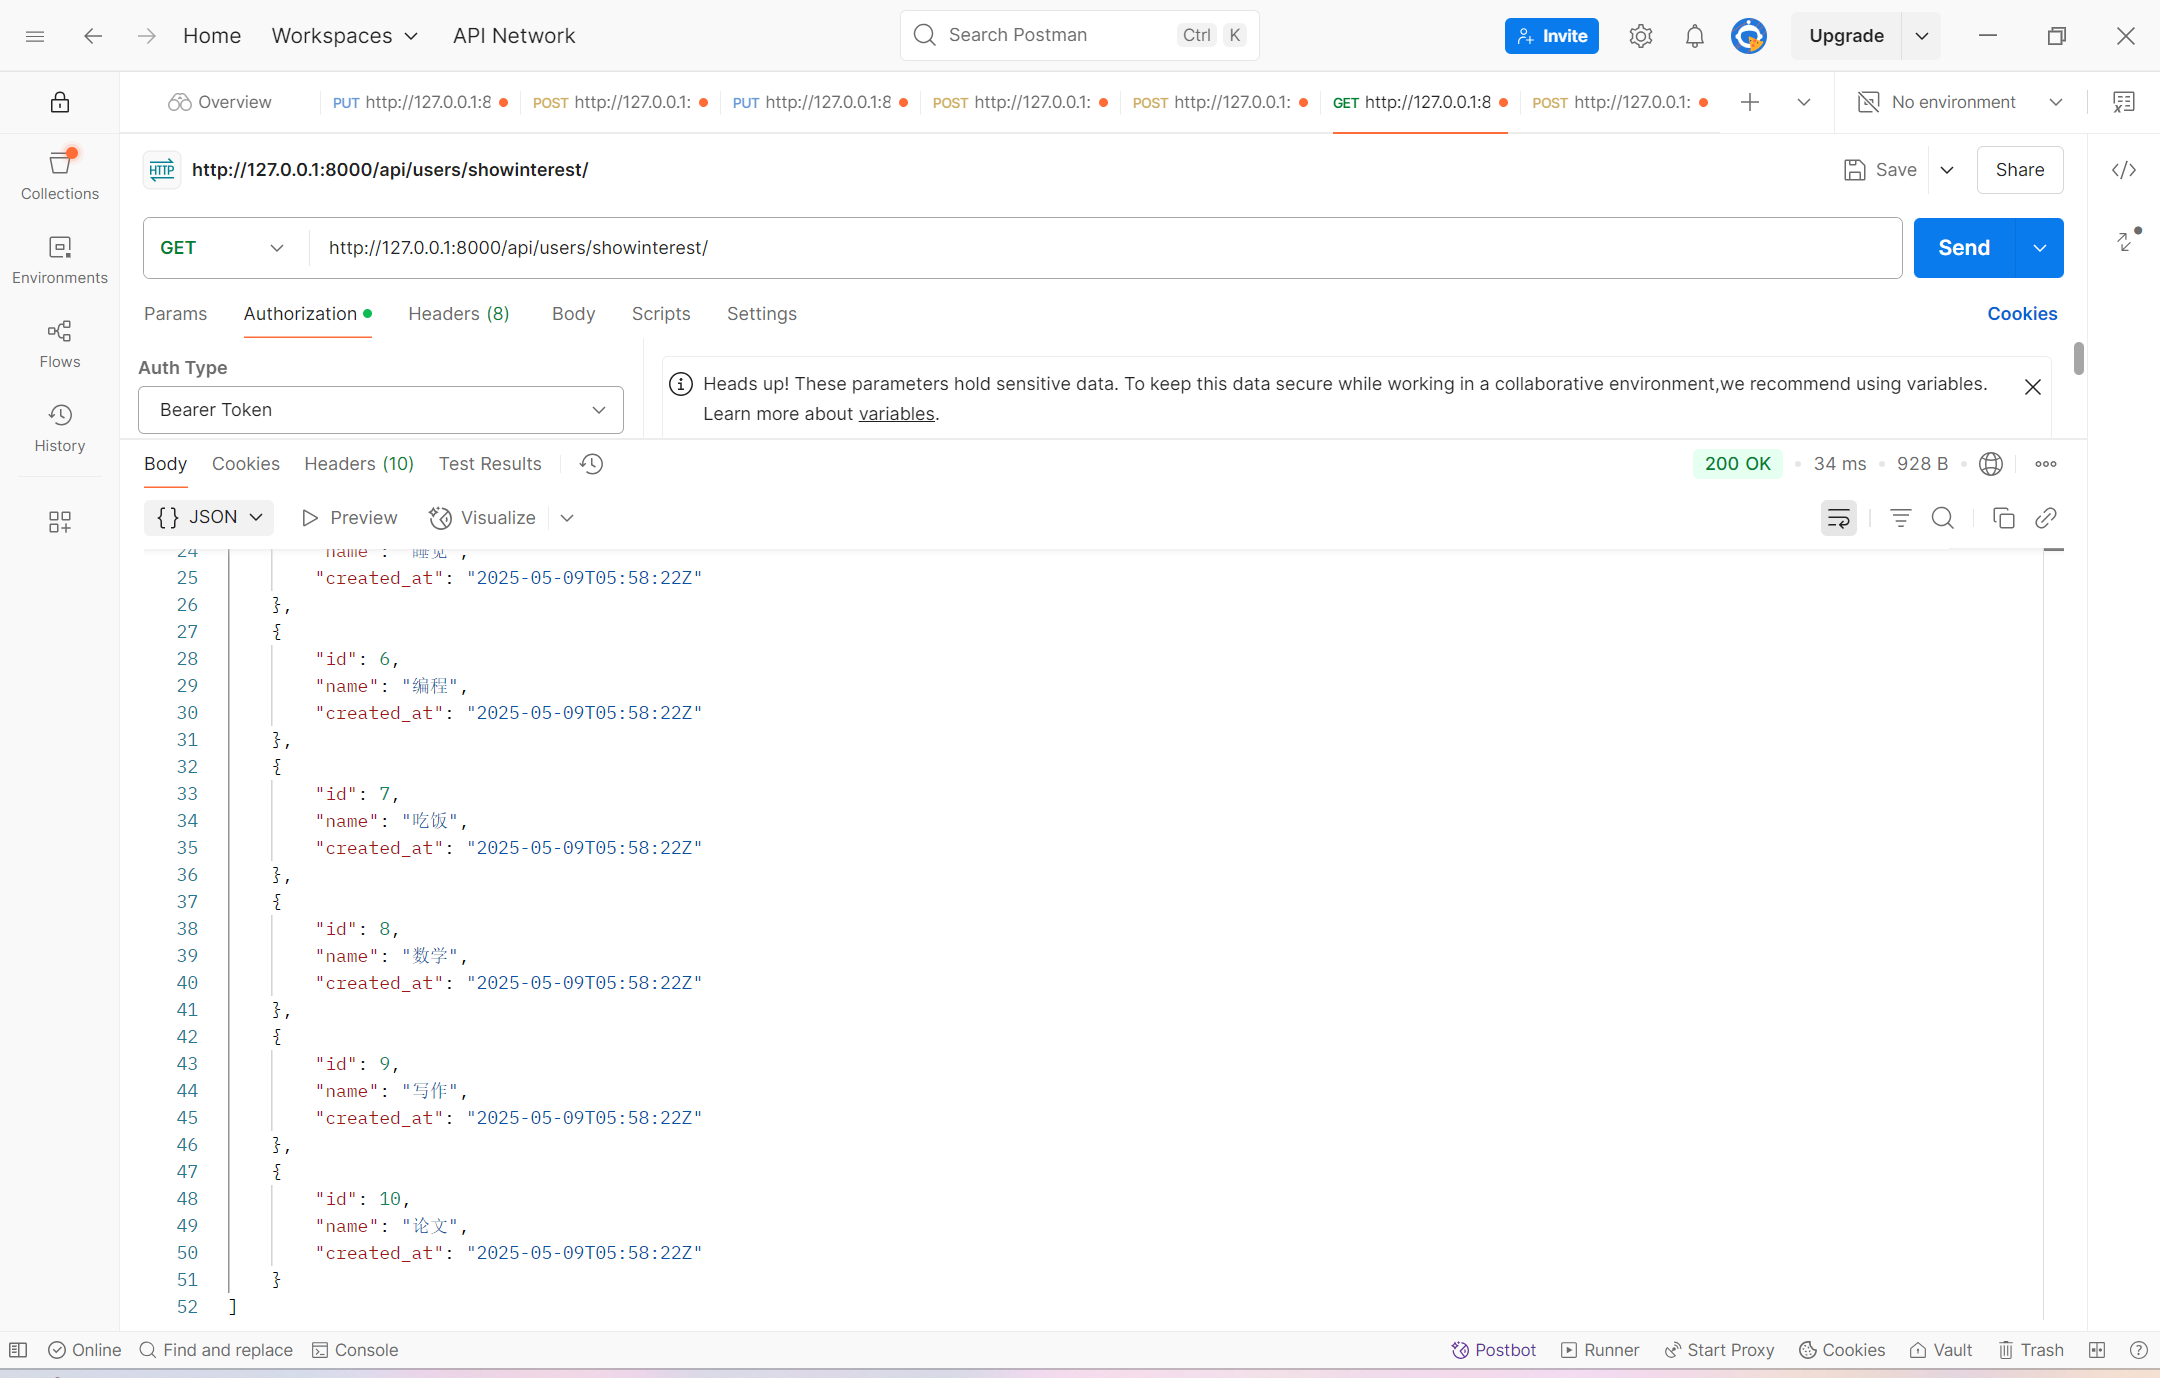 Home Workspaces API Network Search Postman Ctrl K Invite Upgrade
Overview PUT http://127.0.0.1:8 POST http://127.0.0.1: PUT http://127.0.0.1:8 POST http://127.0.0.1: POST http://127.0.0.1: GET http://127.0.0.1:8 POST http://127.0.0.1: No environment
Collections
Environments
Flows
History
HTTP http://127.0.0.1:8000/api/users/showinterest/ Save Share
GET http://127.0.0.1:8000/api/users/showinterest/ Send
Params Authorization Headers (8) Body Scripts Settings Cookies
Auth Type
Bearer Token
Heads up! These parameters hold sensitive data. To keep this data secure while working in a collaborative environment,we recommend using variables.
Learn more about variables.
Body Cookies Headers (10) Test Results 200 OK 34 ms 928 B
{} JSON Preview Visualize
24 "name": "睡觉",
25 "created_at": "2025-05-09T05:58:22Z"
26 },
27 {
28 "id": 6,
29 "name": "编程",
30 "created_at": "2025-05-09T05:58:22Z"
31 },
32 {
33 "id": 7,
34 "name": "吃饭",
35 "created_at": "2025-05-09T05:58:22Z"
36 },
37 {
38 "id": 8,
39 "name": "数学",
40 "created_at": "2025-05-09T05:58:22Z"
41 },
42 {
43 "id": 9,
44 "name": "写作",
45 "created_at": "2025-05-09T05:58:22Z"
46 },
47 {
48 "id": 10,
49 "name": "论文",
50 "created_at": "2025-05-09T05:58:22Z"
51 }
52 ]
Online Find and replace Console Postbot Runner Start Proxy Cookies Vault Trash